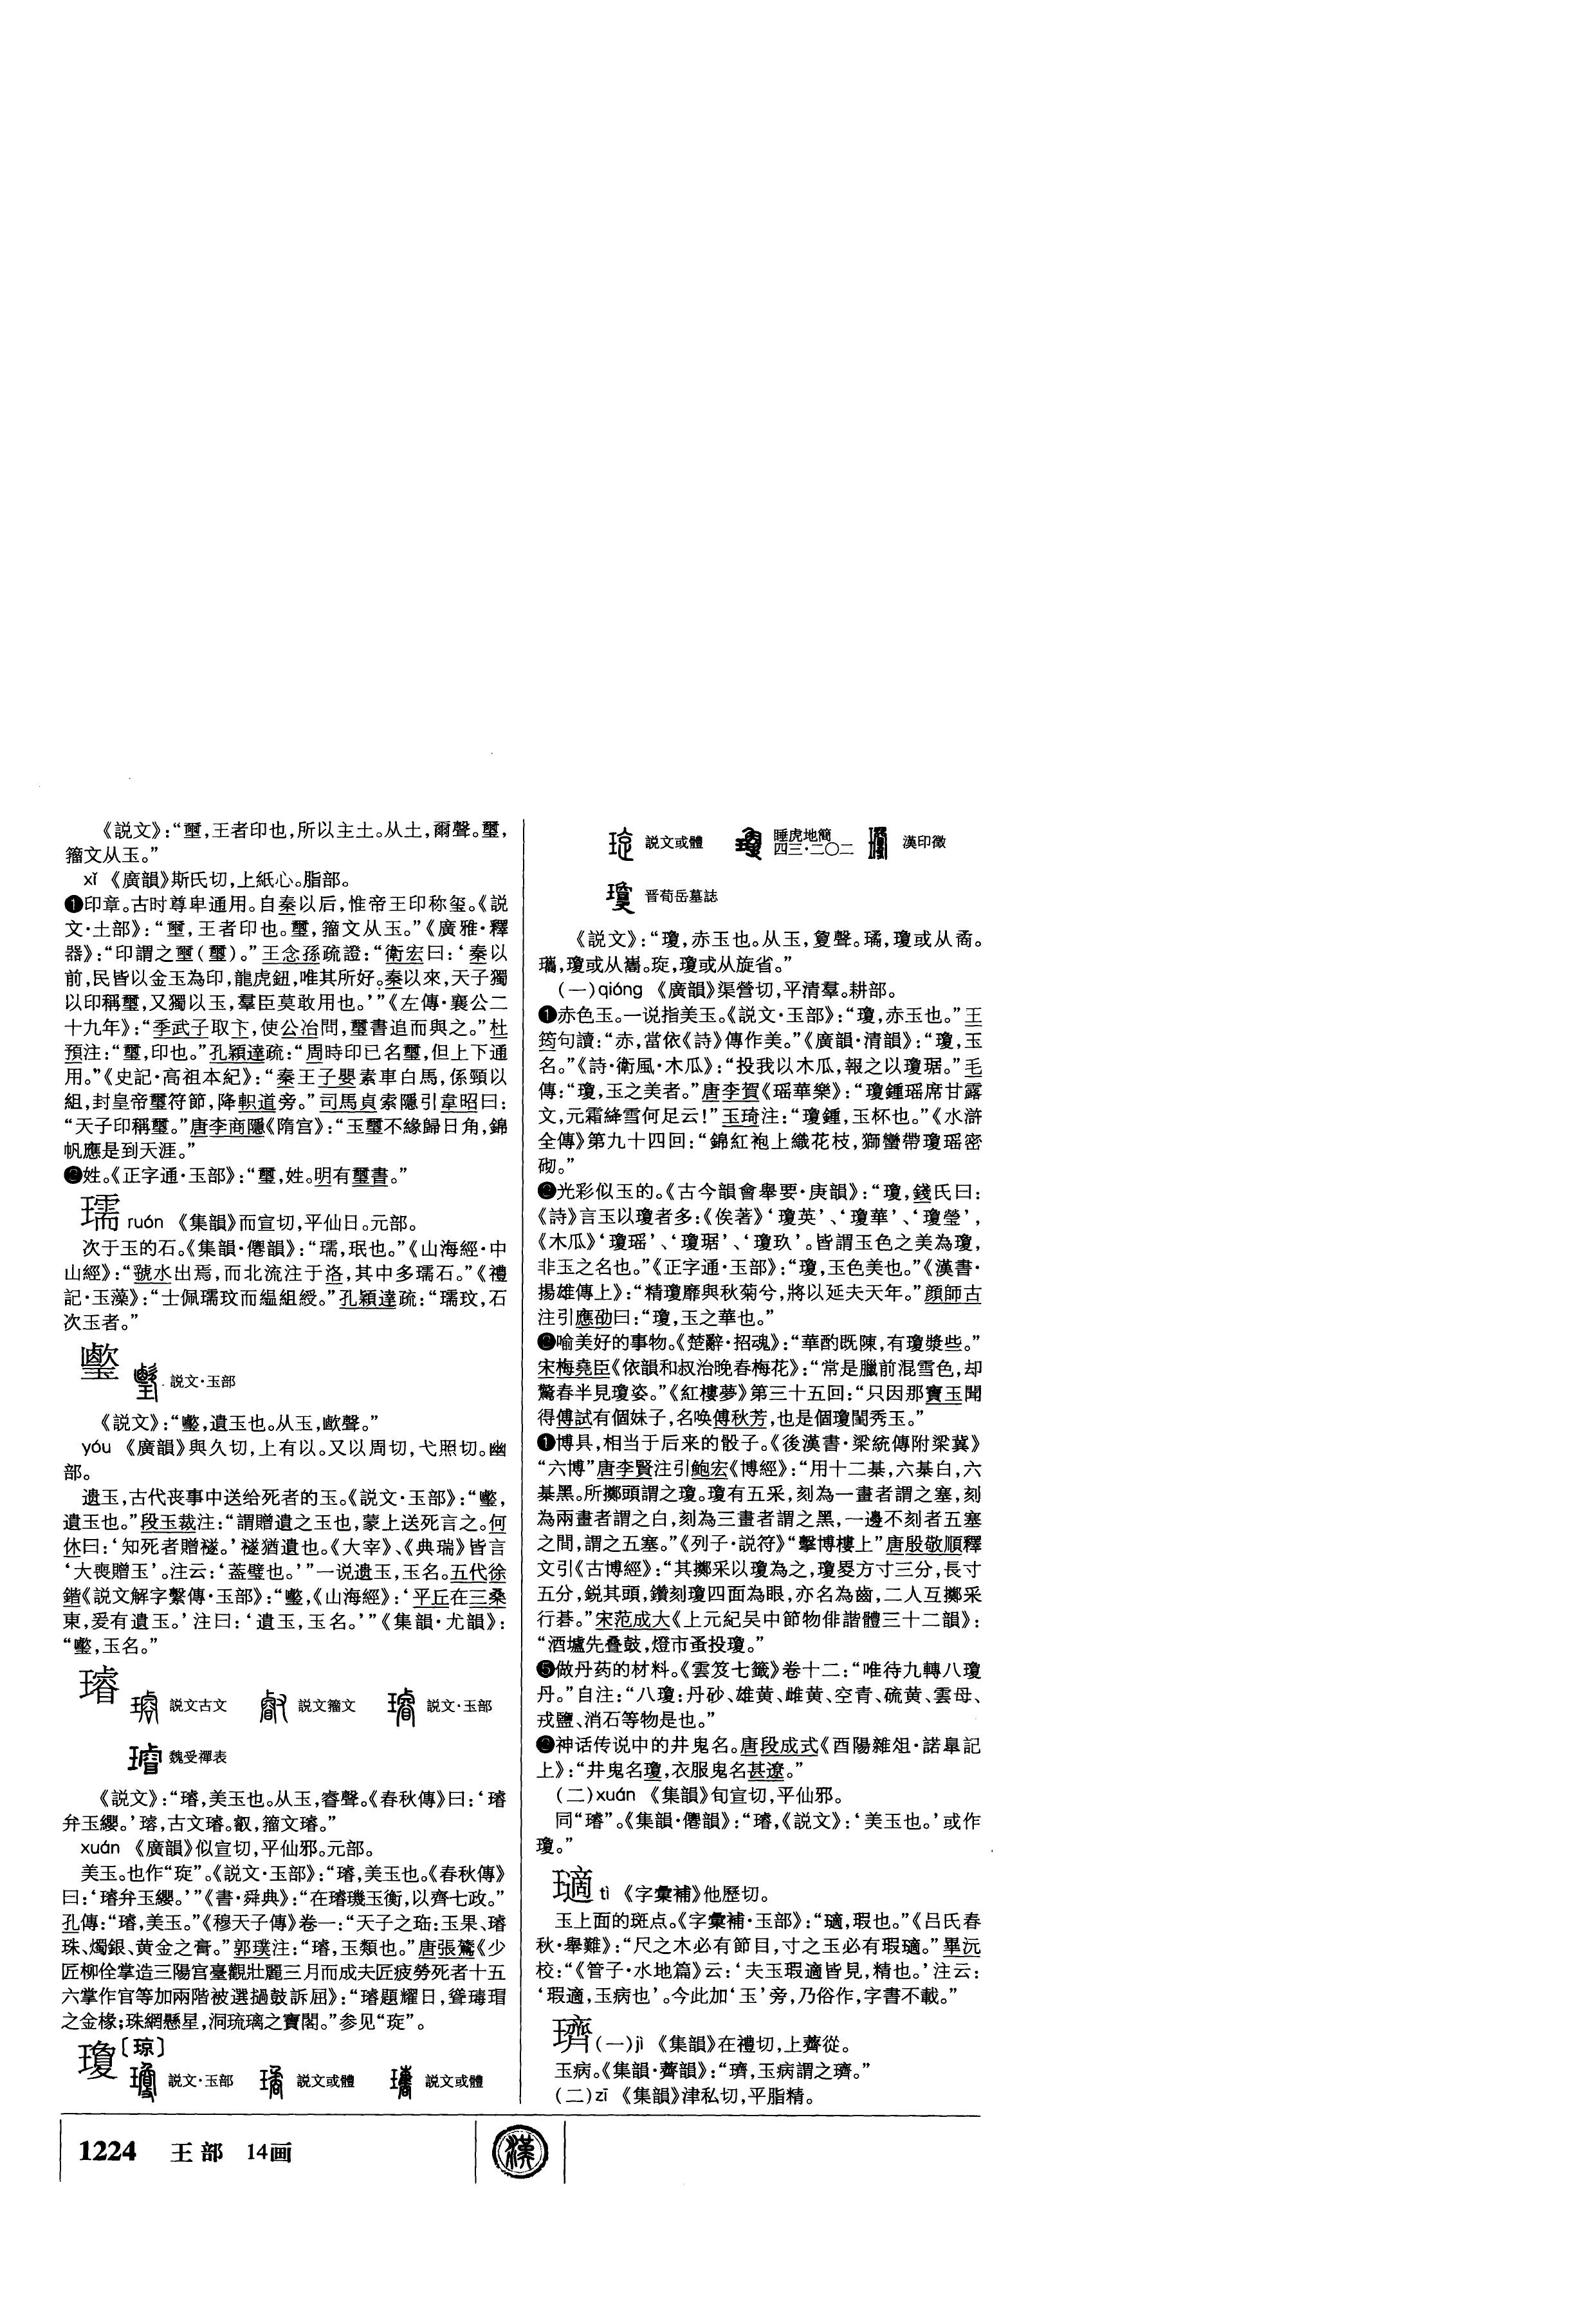 《説文》：“壐，王者印也，所以主土。从土，爾聲。璽，
籀文从玉。”
xǐ 《廣韻》斯氏切，上紙心。脂部。
❶印章。古时尊卑通用。自秦以后，惟帝王印称玺。《説
文·土部》：“壐，王者印也。璽，籀文从玉。”《廣雅·釋
器》：“印謂之壐（璽）。”王念孫疏證：“衛宏曰：‘秦以
前，民皆以金玉為印，龍虎鈕，唯其所好。秦以來，天子獨
以印稱璽，又獨以玉，羣臣莫敢用也。’”《左傳·襄公二
十九年》：“季武子取卞，使公冶問，璽書追而與之。”杜
預注：“璽，印也。”孔穎達疏：“周時印已名璽，但上下通
用。”《史記·高祖本紀》：“秦王子嬰素車白馬，係頸以
組，封皇帝璽符節，降軹道旁。”司馬貞索隱引韋昭曰：
“天子印稱璽。”唐李商隱《隋宫》：“玉璽不緣歸日角，錦
帆應是到天涯。”
❷姓。《正字通·玉部》：“璽，姓。明有璽書。”
瓀 ruán 《集韻》而宣切，平仙日。元部。
次于玉的石。《集韻·僊韻》：“瓀，珉也。”《山海經·中
山經》：“虢水出焉，而北流注于洛，其中多瓀石。”《禮
記·玉藻》：“士佩瓀玟而緼組綬。”孔穎達疏：“瓀玟，石
次玉者。”
璗 説文·玉部
《説文》：“，遺玉也。从玉，歔聲。”
yóu 《廣韻》與久切，上有以。又以周切，弋照切。幽
部。
遗玉，古代丧事中送给死者的玉。《説文·玉部》：“，
遺玉也。”段玉裁注：“謂贈遺之玉也，蒙上送死言之。何
休曰：‘知死者贈襚。’襚猶遺也。《大宰》、《典瑞》皆言
‘大喪贈玉’。注云：‘蓋璧也。’”一说遗玉，玉名。五代徐
鍇《説文解字繫傳·玉部》：“，《山海經》：‘平丘在三桑
東，爰有遺玉。’注曰：‘遺玉，玉名。’”《集韻·尤韻》：
“，玉名。”
璿 説文古文 説文籀文 説文·玉部
魏受禪表
《説文》：“璿，美玉也。从玉，睿聲。《春秋傳》曰：‘璿
弁玉纓。’璿，古文璿。叡，籀文璿。”
xuán 《廣韻》似宣切，平仙邪。元部。
美玉。也作“琁”。《説文·玉部》：“璿，美玉也。《春秋傳》
曰：‘璿弁玉纓。’”《書·舜典》：“在璿璣玉衡，以齊七政。”
孔傳：“璿，美玉。”《穆天子傳》卷一：“天子之珤：玉果、璿
珠、燭銀、黄金之膏。”郭璞注：“璿，玉類也。”唐張鷟《少
匠柳佺掌造三陽宫臺觀壯麗三月而成夫匠疲勞死者十五
六掌作官等加兩階被選撾鼓訴屈》：“璿題耀日，聳瑇瑁
之金椽；珠網懸星，洞琉璃之寶閣。”参见“琁”。
瓊〔琼〕
説文·玉部 説文或體 説文或體
説文或體 睡虎地簡
四三·二〇二 漢印徵
晋荀岳墓誌
《説文》：“瓊，赤玉也。从玉，夐聲。璚，瓊或从矞。
瓗，瓊或从巂。琁，瓊或从旋省。”
（一）qióng 《廣韻》渠營切，平清羣。耕部。
❶赤色玉。一说指美玉。《説文·玉部》：“瓊，赤玉也。”王
筠句讀：“赤，當依《詩》傳作美。”《廣韻·清韻》：“瓊，玉
名。”《詩·衛風·木瓜》：“投我以木瓜，報之以瓊琚。”毛
傳：“瓊，玉之美者。”唐李賀《瑶華樂》：“瓊鍾瑶席甘露
文，元霜絳雪何足云！”王琦注：“瓊鍾，玉杯也。”《水滸
全傳》第九十四回：“錦紅袍上織花枝，獅蠻帶瓊瑶密
砌。”
❷光彩似玉的。《古今韻會舉要·庚韻》：“瓊，錢氏曰：
《詩》言玉以瓊者多：《俟著》‘瓊英’、‘瓊華’、‘瓊瑩’，
《木瓜》‘瓊瑶’、‘瓊琚’、‘瓊玖’。皆謂玉色之美為瓊，
非玉之名也。”《正字通·玉部》：“瓊，玉色美也。”《漢書·
揚雄傳上》：“精瓊靡與秋菊兮，將以延夫天年。”顔師古
注引應劭曰：“瓊，玉之華也。”
❸喻美好的事物。《楚辭·招魂》：“華酌既陳，有瓊漿些。”
宋梅堯臣《依韻和叔治晚春梅花》：“常是臘前混雪色，却
驚春半見瓊姿。”《紅樓夢》第三十五回：“只因那寶玉聞
得傅試有個妹子，名唤傅秋芳，也是個瓊閨秀玉。”
❹博具，相当于后来的骰子。《後漢書·梁統傳附梁冀》
“六博”唐李賢注引鮑宏《博經》：“用十二棊，六棊白，六
棊黑。所擲頭謂之瓊。瓊有五采，刻為一畫者謂之塞，刻
為兩畫者謂之白，刻為三畫者謂之黑，一邊不刻者五塞
之間，謂之五塞。”《列子·説符》“擊博樓上”唐殷敬順釋
文引《古博經》：“其擲采以瓊為之，瓊畟方寸三分，長寸
五分，鋭其頭，鑽刻瓊四面為眼，亦名為齒，二人互擲采
行碁。”宋范成大《上元紀吴中節物俳諧體三十二韻》：
“酒壚先叠鼓，燈市蚤投瓊。”
❺做丹药的材料。《雲笈七籤》卷十二：“唯待九轉八瓊
丹。”自注：“八瓊：丹砂、雄黄、雌黄、空青、硫黄、雲母、
戎鹽、消石等物是也。”
❻神话传说中的井鬼名。唐段成式《酉陽雜俎·諾皋記
上》：“井鬼名瓊，衣服鬼名甚遼。”
（二）xuán 《集韻》旬宣切，平仙邪。
同“璿”。《集韻·僊韻》：“璿，《説文》：‘美玉也。’或作
瓊。”
瓋 tì 《字彙補》他歷切。
玉上面的斑点。《字彙補·玉部》：“瓋，瑕也。”《吕氏春
秋·舉難》：“尺之木必有節目，寸之玉必有瑕瓋。”畢沅
校：“《管子·水地篇》云：‘夫玉瑕適皆見，精也。’注云：
‘瑕適，玉病也’。今此加‘玉’旁，乃俗作，字書不載。”
璾（一）jì 《集韻》在禮切，上薺從。
玉病。《集韻·薺韻》：“璾，玉病謂之璾。”
（二）zī 《集韻》津私切，平脂精。
1224 王部 14画
漢